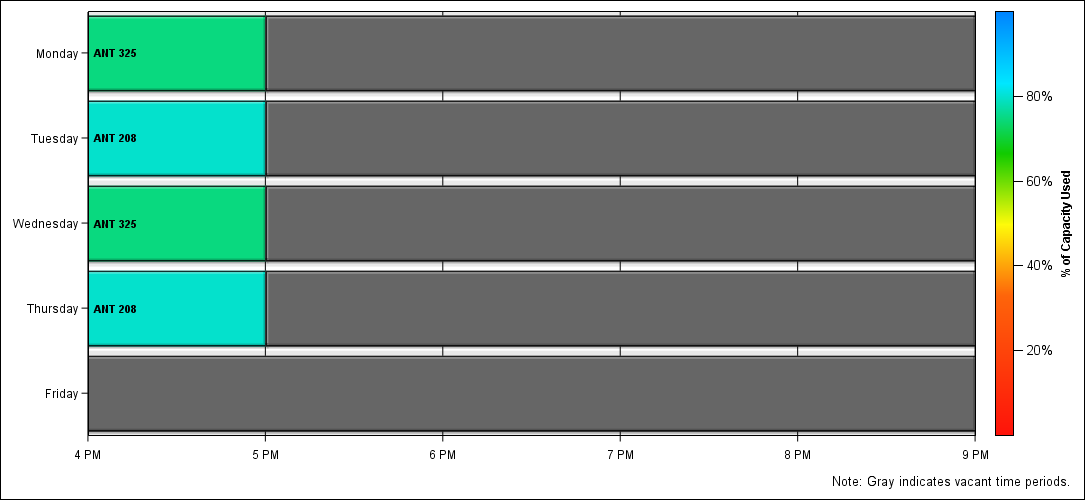 Monday
ANT 325
Tuesday
ANT 208
Wednesday
ANT 325
Thursday
ANT 208
Friday
4 PM 5 PM 6 PM 7 PM 8 PM 9 PM
80%
60%
40%
20%
% of Capacity Used
Note: Gray indicates vacant time periods.